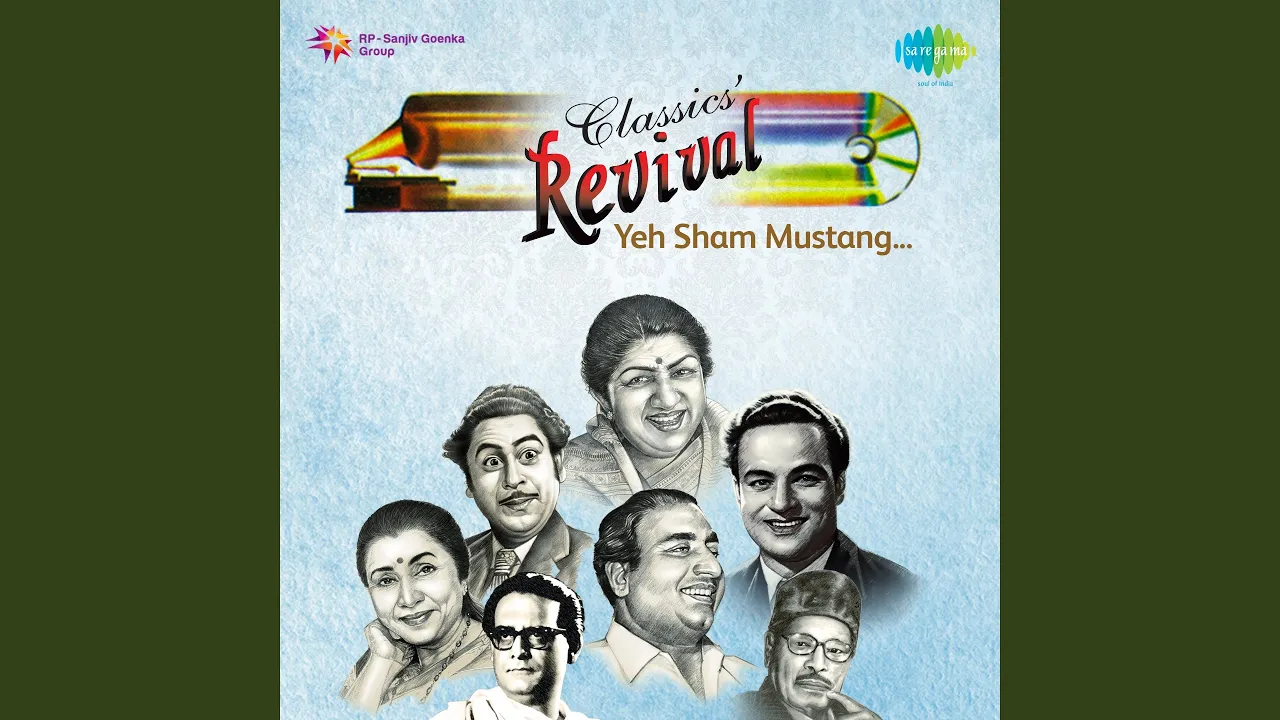 RP-Sanjiv Goenka
Group
sa re ga ma
soul of india
Classics'
Revival
Yeh Sham Mustang...